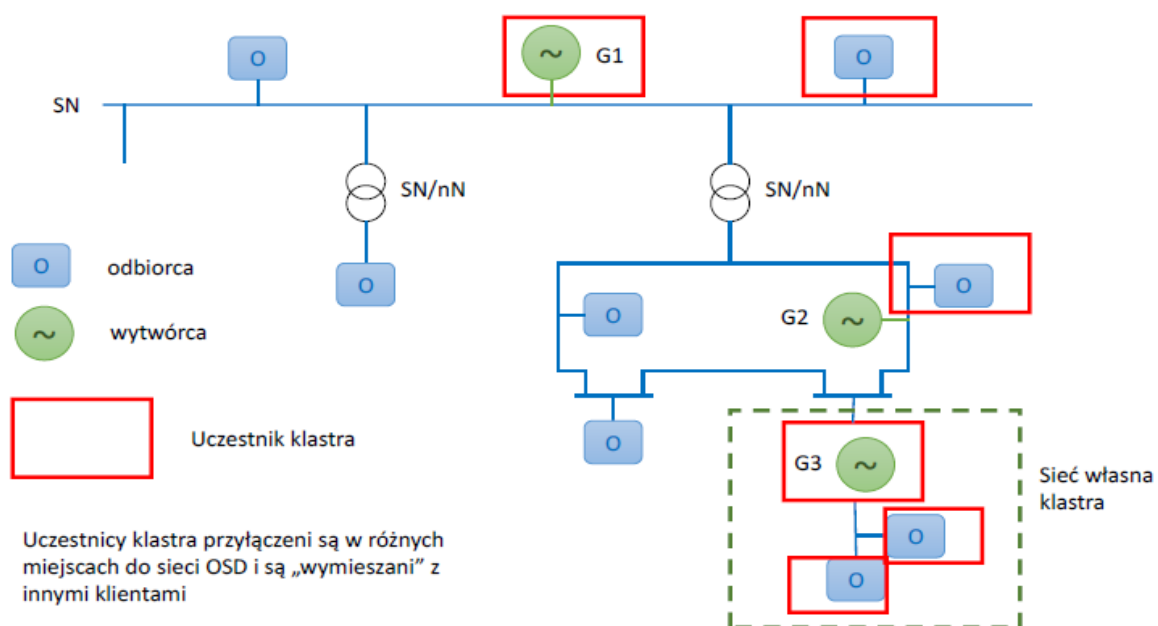 O
G1
O
SN
SN/nN
SN/nN
O
odbiorca
O
O
O
G2
wytwórca
O
Uczestnik klastra
G3
Sieć własna
klastra
O
O
Uczestnicy klastra przyłączeni są w różnych
miejscach do sieci OSD i są „wymieszani” z
innymi klientami